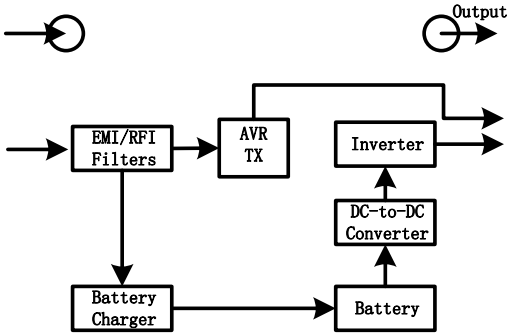 Output
EMI/RFI
Filters
AVR
TX
Inverter
DC-to-DC
Converter
Battery
Charger
Battery